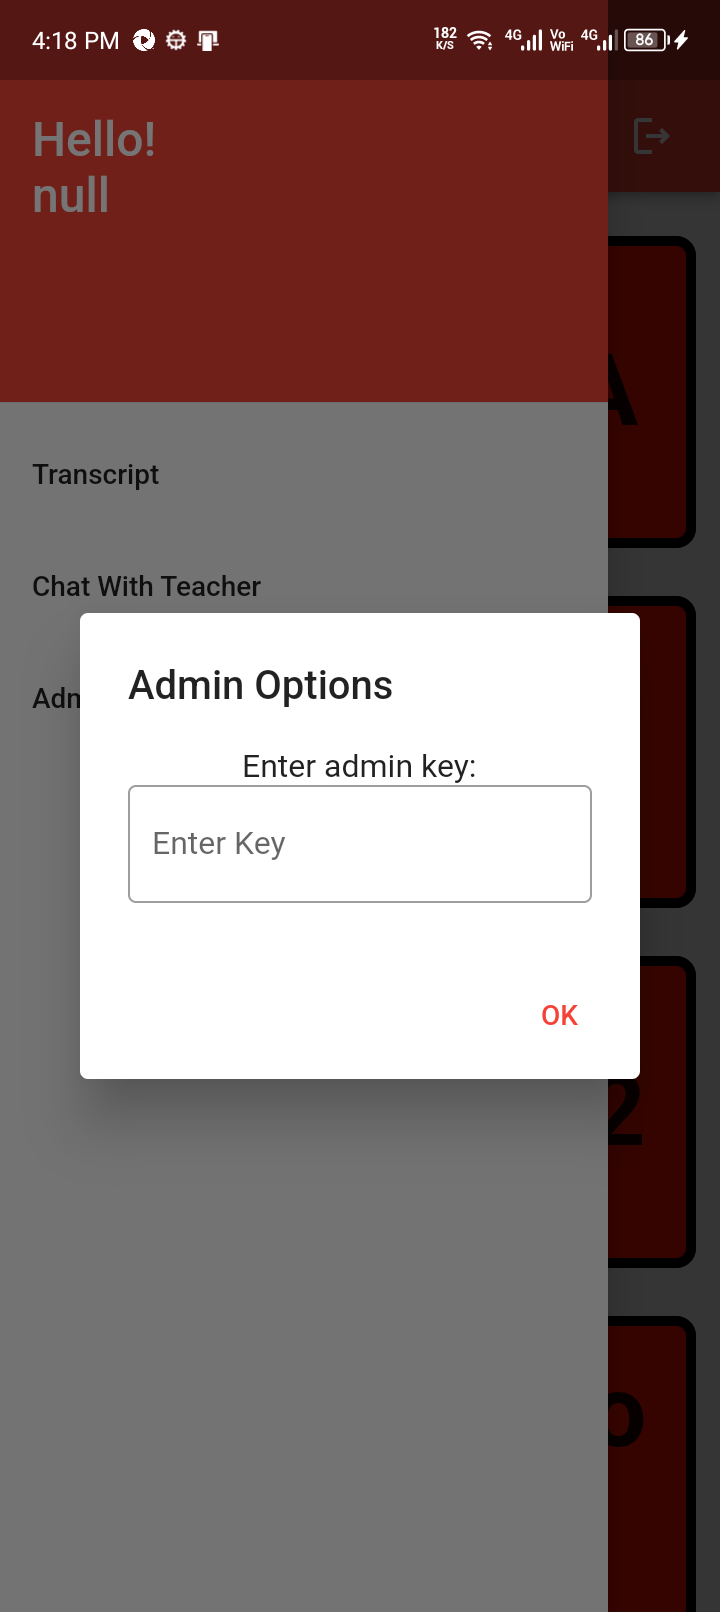 4:18 PM 182 K/S 4G Vo WiFi 4G 86
Hello!
null
A
Transcript
Chat With Teacher
Adm
Admin Options
Enter admin key:
Enter Key
OK
2